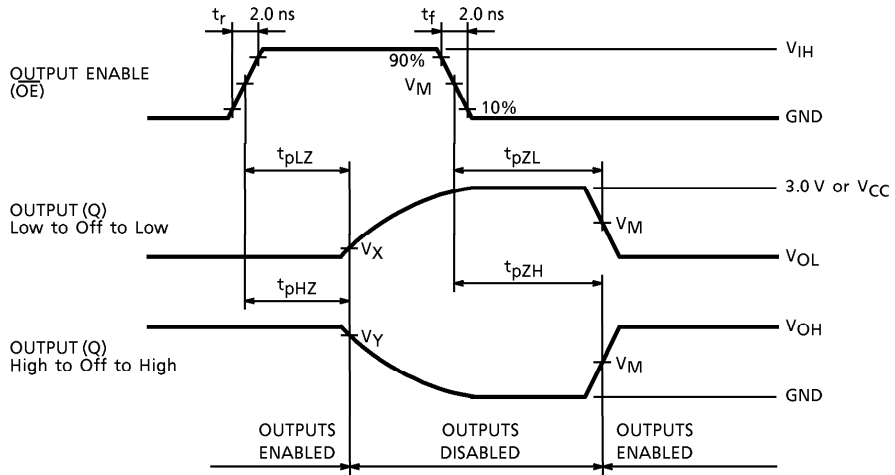 tr 2.0 ns
tf 2.0 ns
OUTPUT ENABLE
(O̅E̅)
90%
VM
10%
VIH
GND
tpLZ
tpZL
OUTPUT (Q)
Low to Off to Low
VX
VM
3.0 V or VCC
VOL
tpHZ
tpZH
OUTPUT (Q)
High to Off to High
VY
VM
VOH
GND
OUTPUTS
ENABLED
OUTPUTS
DISABLED
OUTPUTS
ENABLED